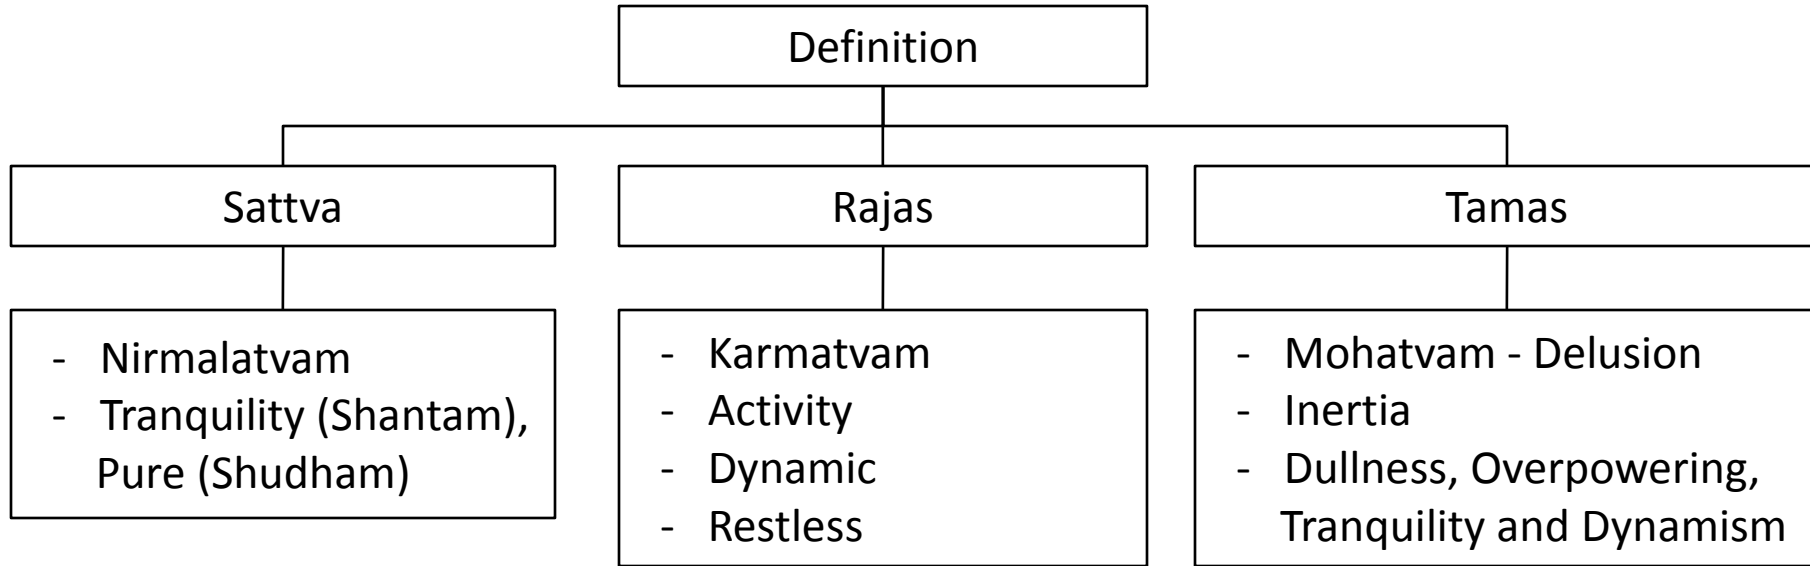 Definition
Sattva
Rajas
Tamas
- Nirmalatvam
- Tranquility (Shantam),
Pure (Shudham)
- Karmatvam
- Activity
- Dynamic
- Restless
- Mohatvam - Delusion
- Inertia
- Dullness, Overpowering,
Tranquility and Dynamism